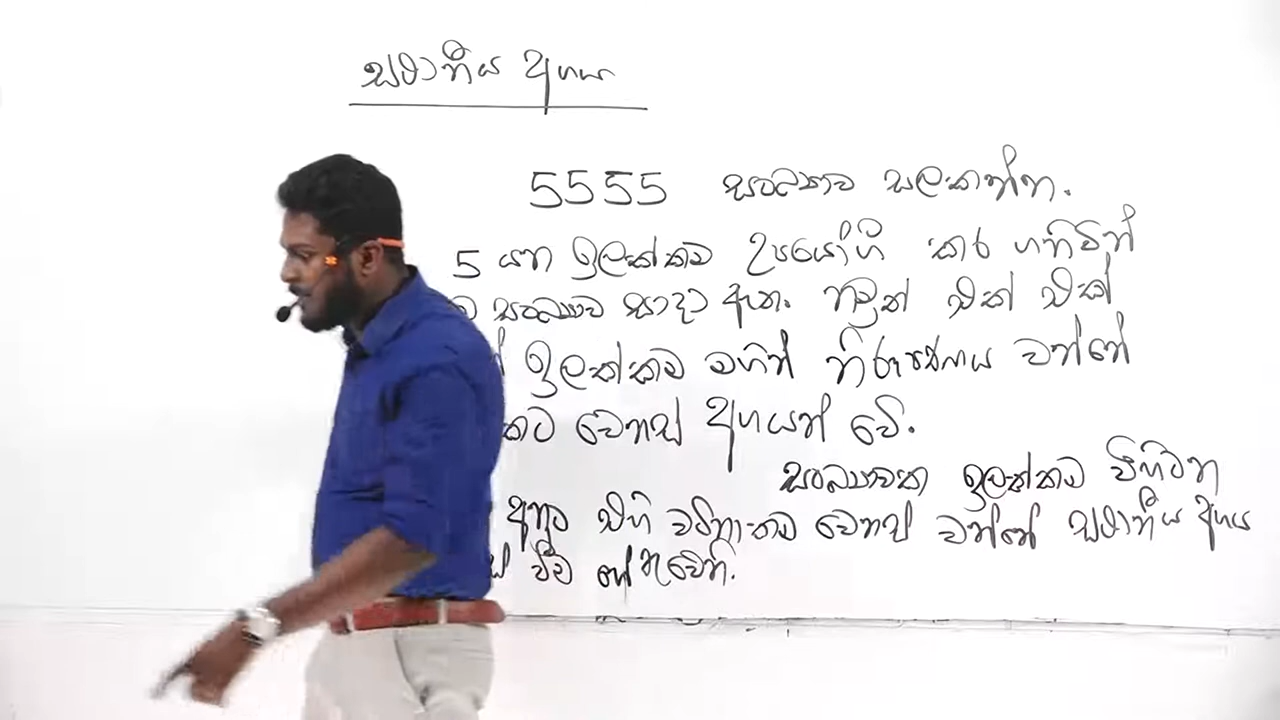 ස්ථානීය අගය
5555 සංඛ්‍යාව සලකන්න.
5 යන ඉලක්කම උපයෝගී කර ගනිමින්
සංඛ්‍යාව සාදා ඇත. නමුත් එක් එක්
ඉලක්කම මගින් නිරූපණය වන්නේ
වෙනස් අගයන් වේ.
සංඛ්‍යාවක ඉලක්කම පිහිටන
අනුව එහි වටිනාකම වෙනස් වන්නේ ස්ථානීය අගය
වීම හේතුවෙනි.